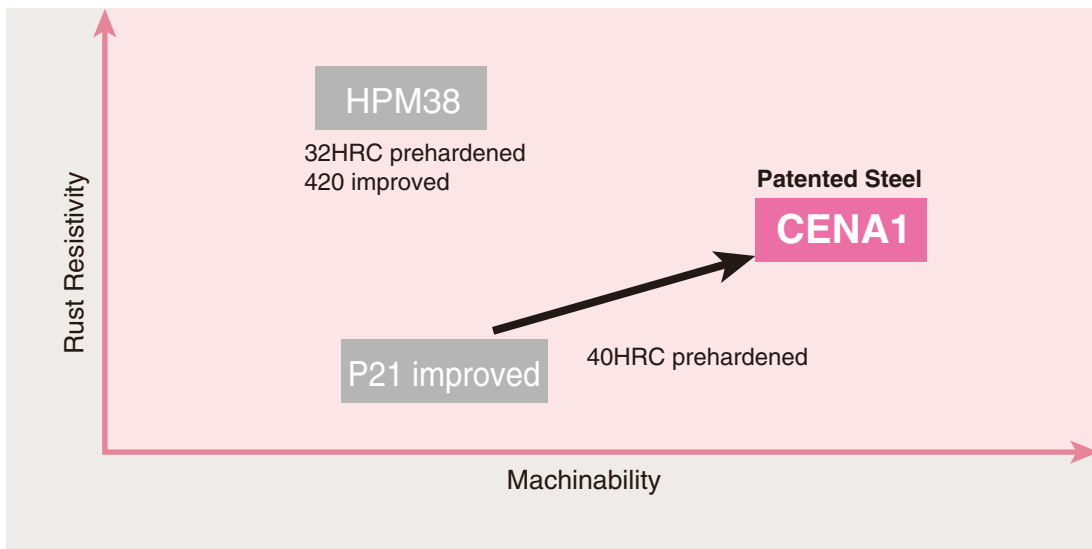 HPM38
32HRC prehardened
420 improved
Patented Steel
CENA1
P21 improved
40HRC prehardened
Rust Resistivity
Machinability